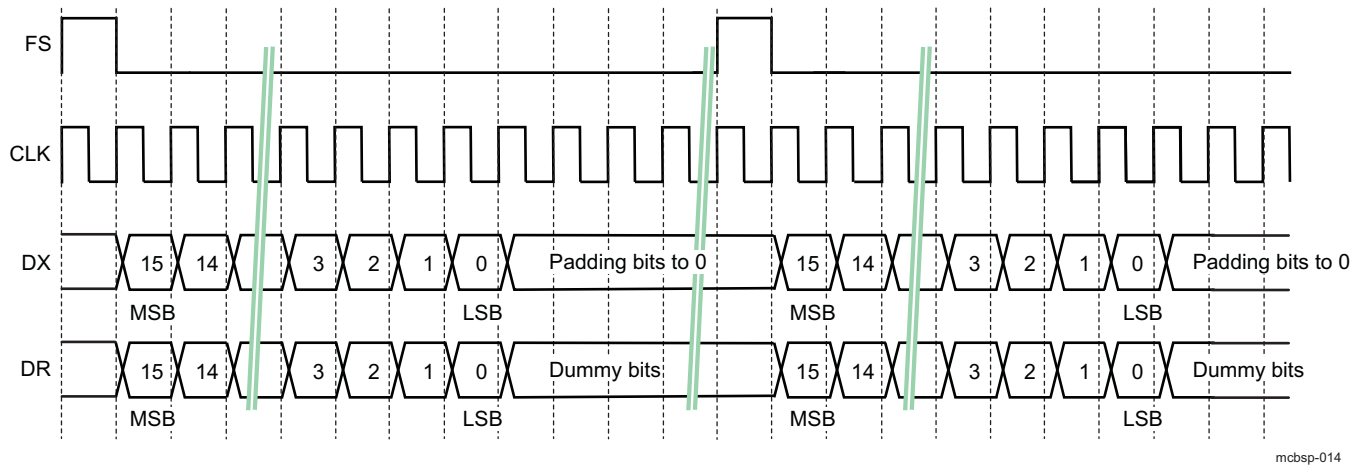 FS
CLK
DX 15 14 3 2 1 0 Padding bits to 0 15 14 3 2 1 0 Padding bits to 0
MSB LSB MSB LSB
DR 15 14 3 2 1 0 Dummy bits 15 14 3 2 1 0 Dummy bits
MSB LSB MSB LSB
mcbsp-014